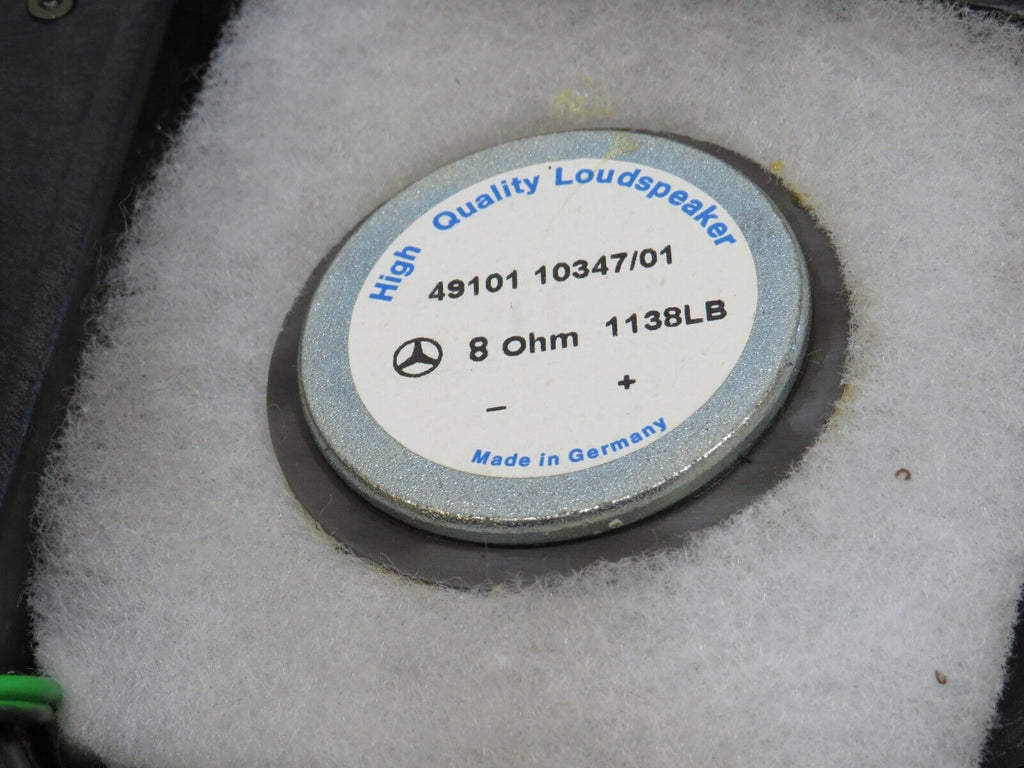 High Quality Loudspeaker
49101 10347/01
8 Ohm 1138LB
– +
Made in Germany